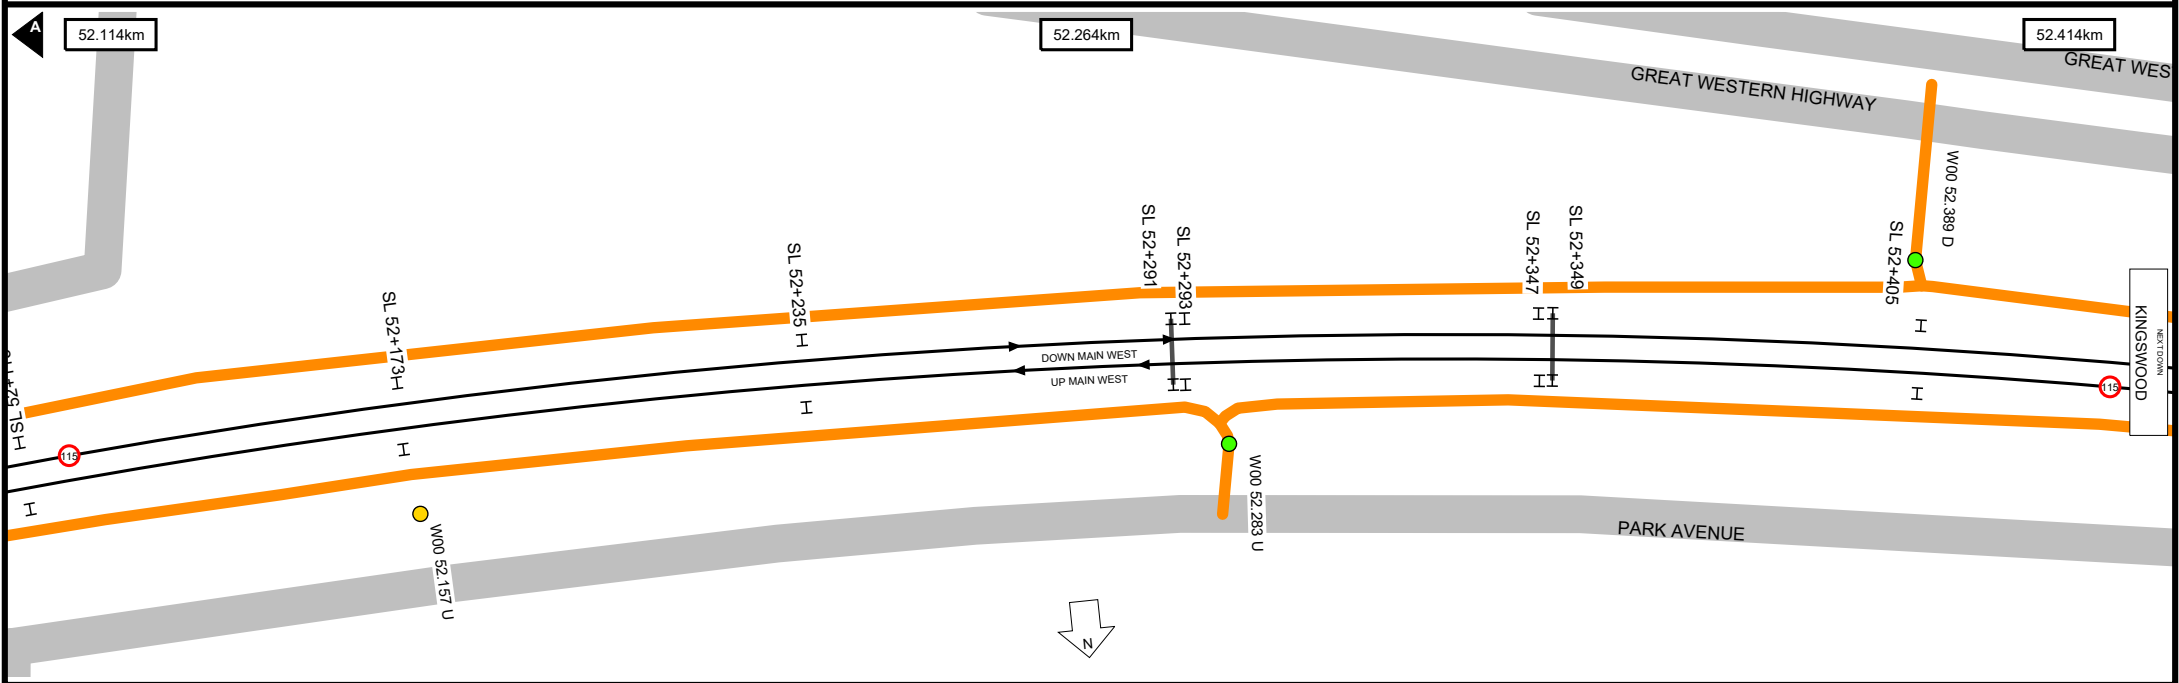 A
52.114km
52.264km
52.414km
GREAT WES
GREAT WESTERN HIGHWAY
W00 52.389 D
SL 52+291
SL 52+293
SL 52+347
SL 52+349
SL 52+405
SL 52+235
SL 52+173
KINGSWOOD
NEXT DOWN
DOWN MAIN WEST
UP MAIN WEST
115
115
W00 52.283 U
W00 52.157 U
PARK AVENUE
N